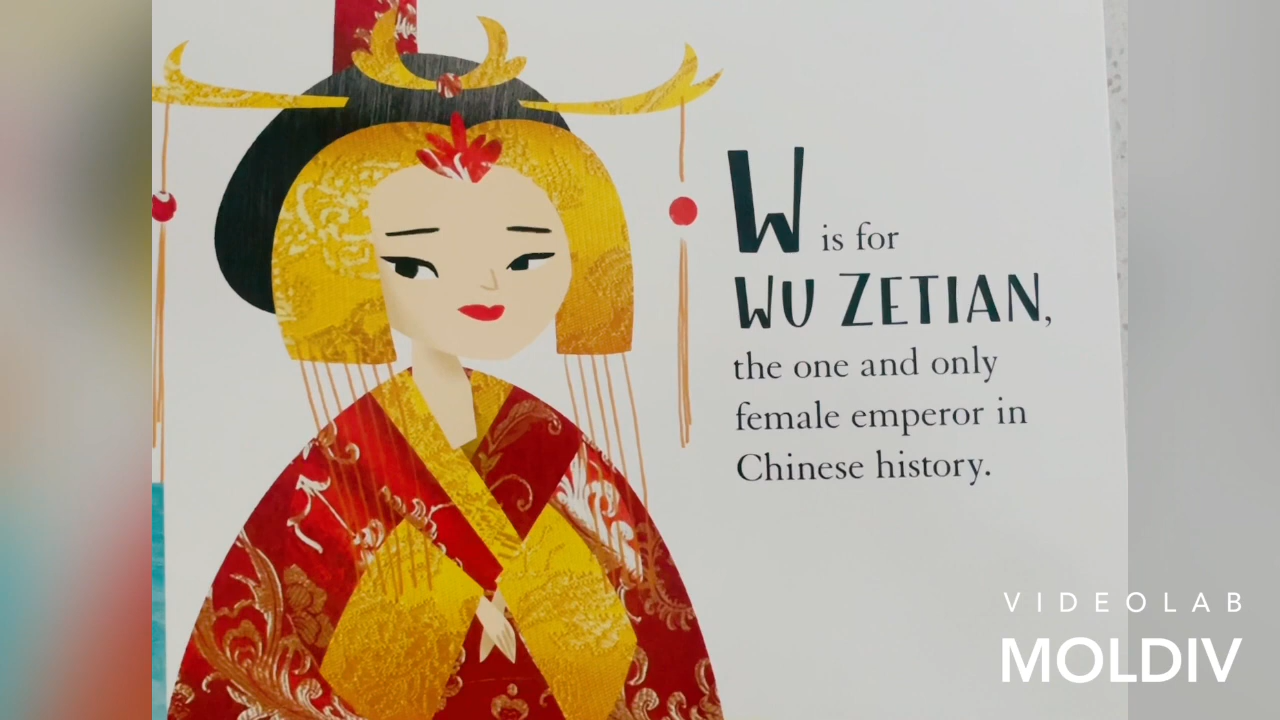 W is for
WU ZETIAN,
the one and only
female emperor in
Chinese history.
VIDEOLAB
MOLDIV